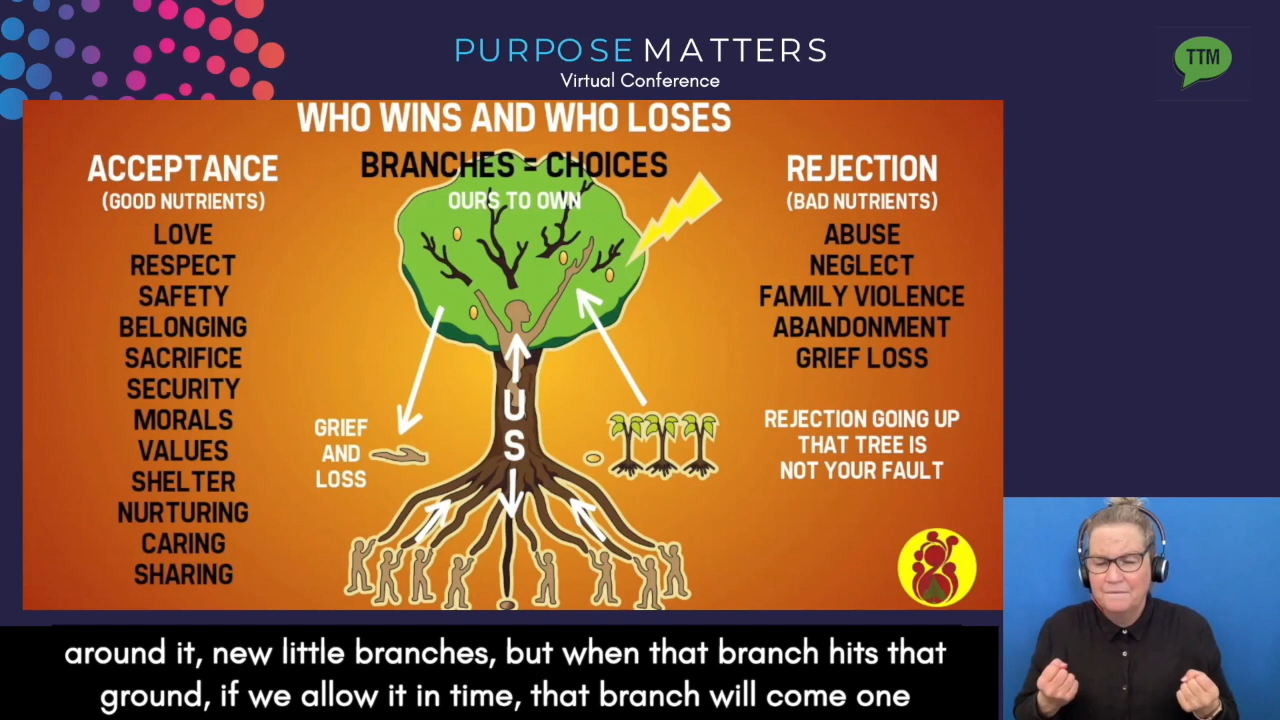 PURPOSE MATTERS
Virtual Conference
TTM
WHO WINS AND WHO LOSES
ACCEPTANCE
(GOOD NUTRIENTS)
LOVE
RESPECT
SAFETY
BELONGING
SACRIFICE
SECURITY
MORALS
VALUES
SHELTER
NURTURING
CARING
SHARING
BRANCHES = CHOICES
OURS TO OWN
GRIEF
AND
LOSS
U
S
REJECTION
(BAD NUTRIENTS)
ABUSE
NEGLECT
FAMILY VIOLENCE
ABANDONMENT
GRIEF LOSS
REJECTION GOING UP
THAT TREE IS
NOT YOUR FAULT
around it, new little branches, but when that branch hits that
ground, if we allow it in time, that branch will come one